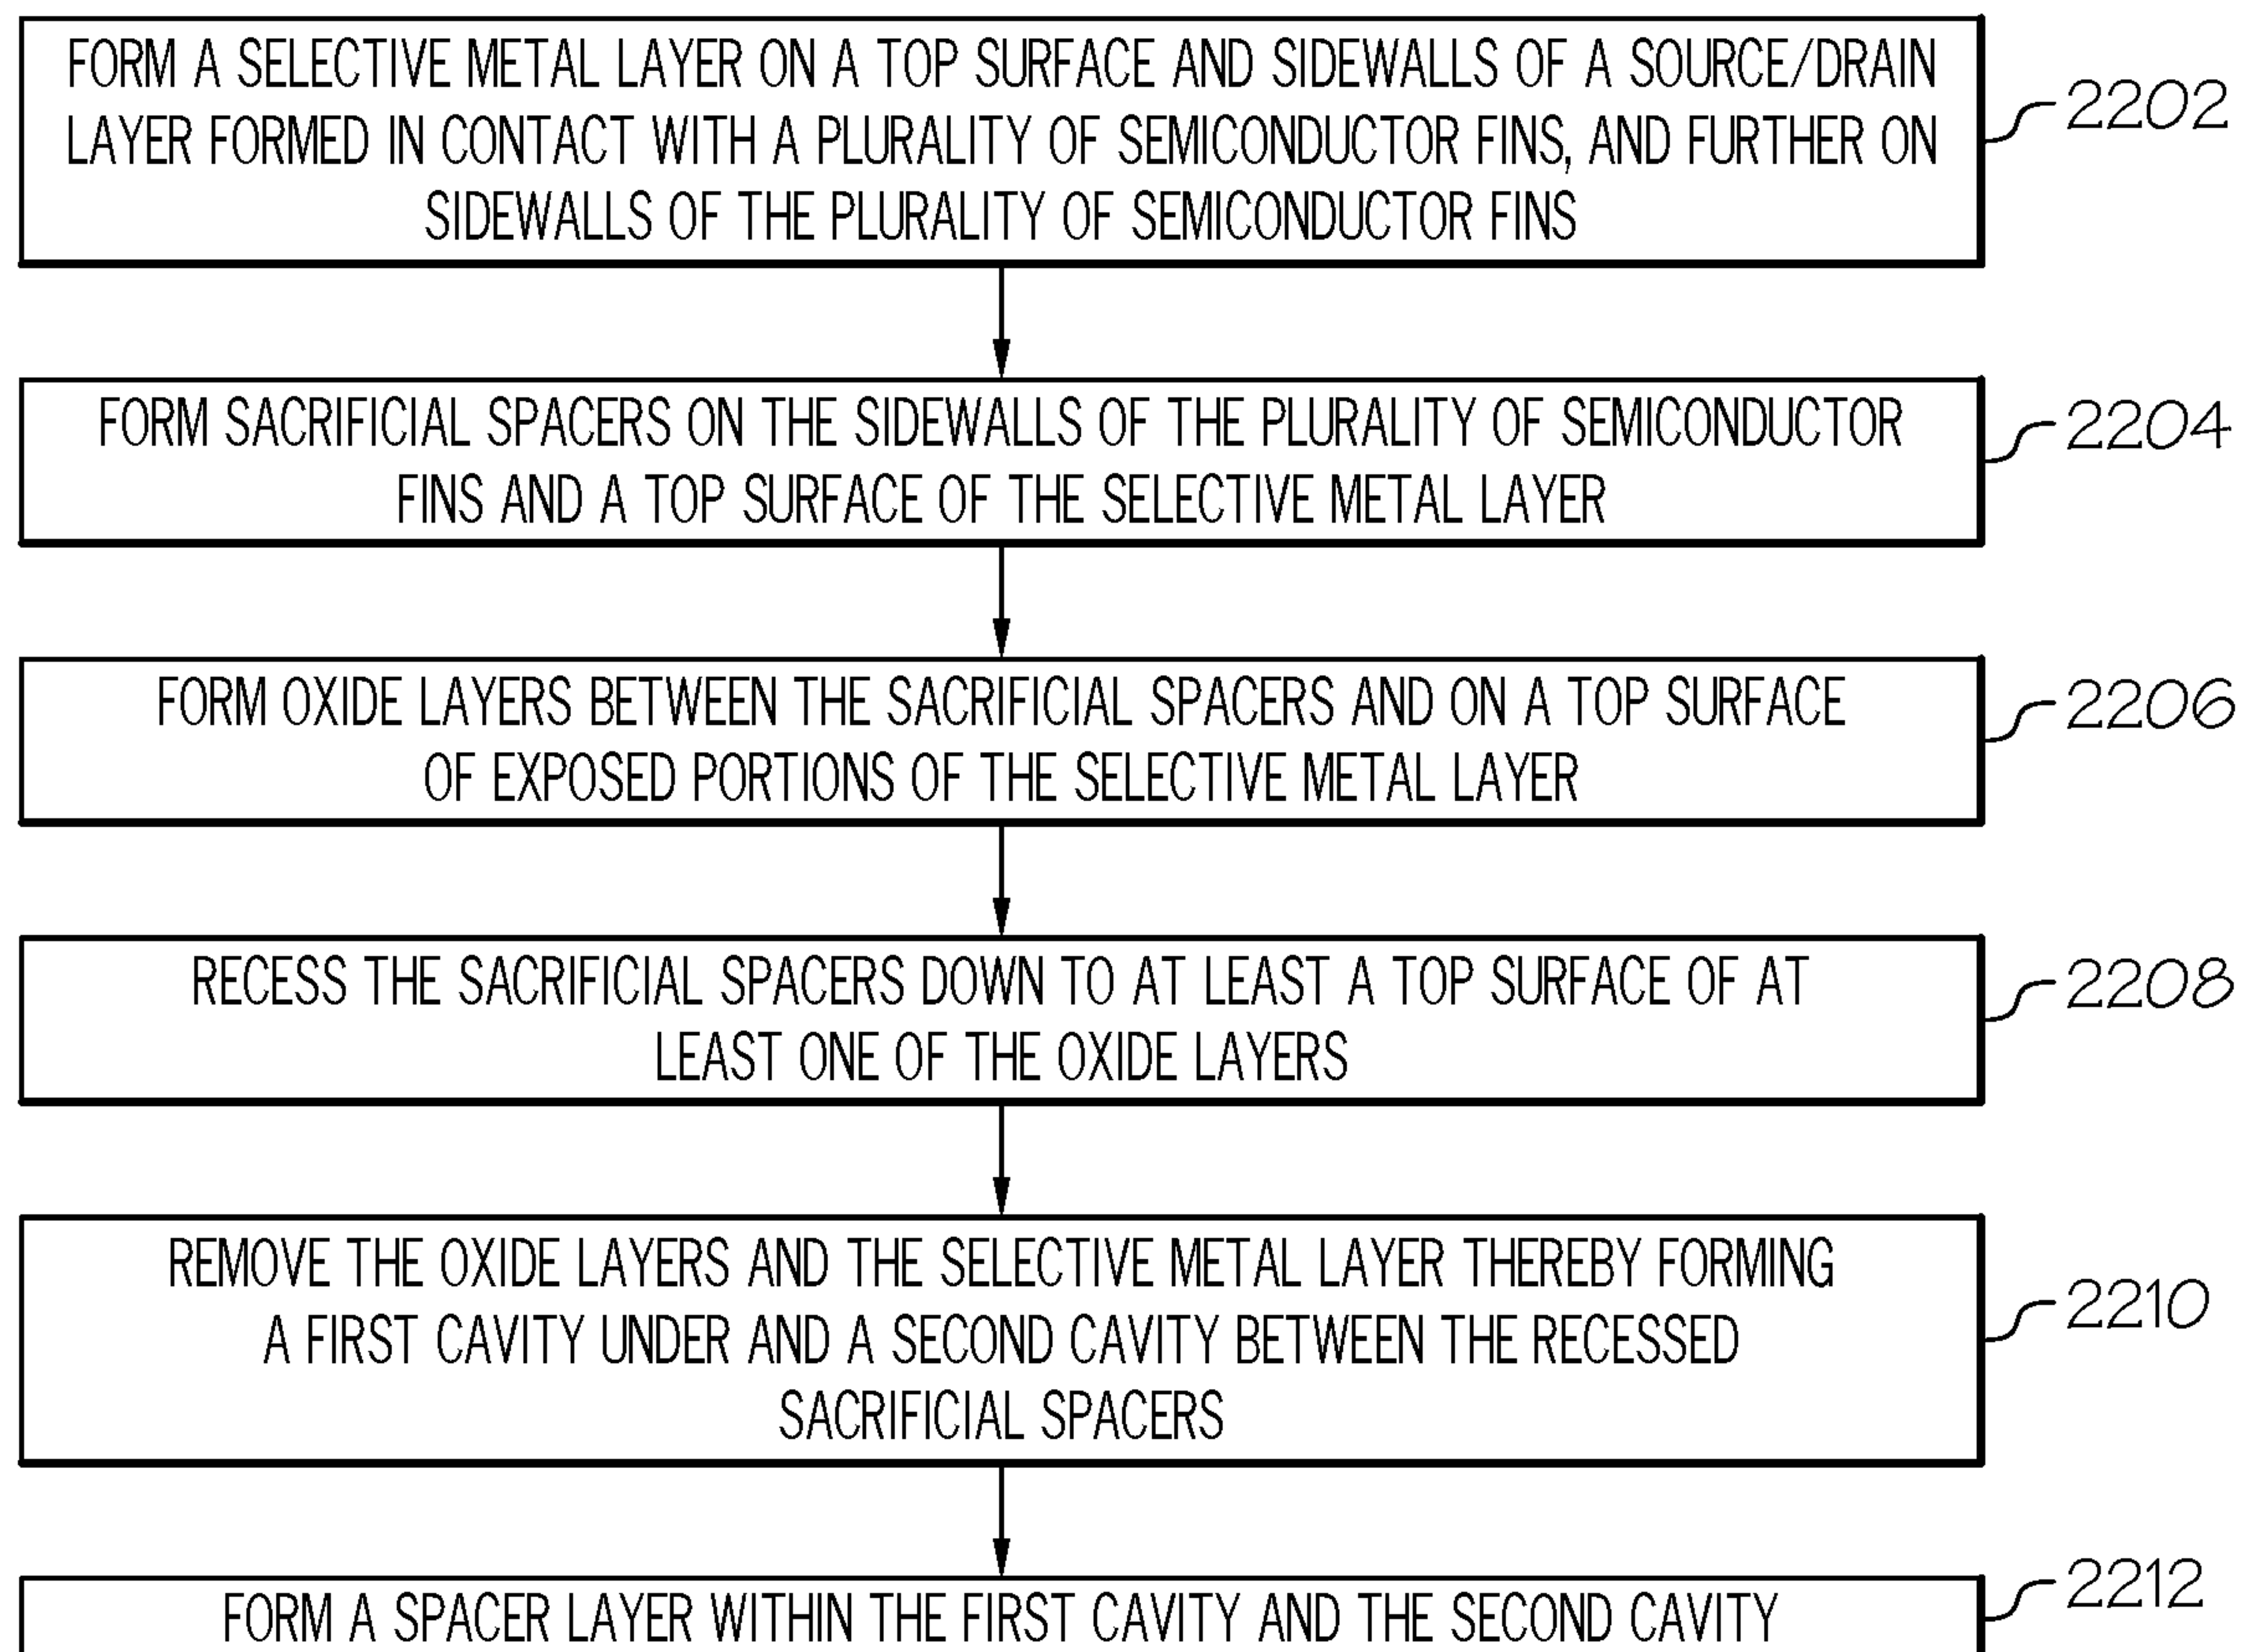 FORM A SELECTIVE METAL LAYER ON A TOP SURFACE AND SIDEWALLS OF A SOURCE/DRAIN
LAYER FORMED IN CONTACT WITH A PLURALITY OF SEMICONDUCTOR FINS, AND FURTHER ON
SIDEWALLS OF THE PLURALITY OF SEMICONDUCTOR FINS
2202
FORM SACRIFICIAL SPACERS ON THE SIDEWALLS OF THE PLURALITY OF SEMICONDUCTOR
FINS AND A TOP SURFACE OF THE SELECTIVE METAL LAYER
2204
FORM OXIDE LAYERS BETWEEN THE SACRIFICIAL SPACERS AND ON A TOP SURFACE
OF EXPOSED PORTIONS OF THE SELECTIVE METAL LAYER
2206
RECESS THE SACRIFICIAL SPACERS DOWN TO AT LEAST A TOP SURFACE OF AT
LEAST ONE OF THE OXIDE LAYERS
2208
REMOVE THE OXIDE LAYERS AND THE SELECTIVE METAL LAYER THEREBY FORMING
A FIRST CAVITY UNDER AND A SECOND CAVITY BETWEEN THE RECESSED
SACRIFICIAL SPACERS
2210
FORM A SPACER LAYER WITHIN THE FIRST CAVITY AND THE SECOND CAVITY
2212